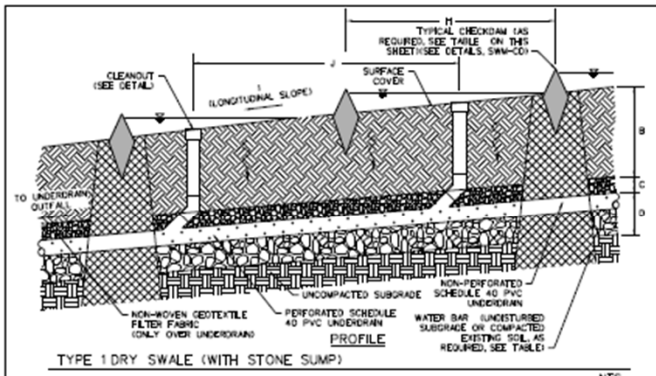 M
TYPICAL CHECKDAM (AS
REQUIRED, SEE TABLE ON THIS
SHEET)(SEE DETAILS, SWM-CD)
J
CLEANOUT
(SEE DETAIL)
SURFACE
COVER
1
(LONGITUDINAL SLOPE)
B
C
D
TO UNDERDRAIN
OUTFALL
NON-WOVEN GEOTEXTILE
FILTER FABRIC
(ONLY OVER UNDERDRAIN)
UNCOMPACTED SUBGRADE
PERFORATED SCHEDULE
40 PVC UNDERDRAIN
NON-PERFORATED
SCHEDULE 40 PVC
UNDERDRAIN
WATER BAR (UNDISTURBED
SUBGRADE OR COMPACTED
EXISTING SOIL, AS
REQUIRED, SEE TABLE)
PROFILE
TYPE 1 DRY SWALE (WITH STONE SUMP)